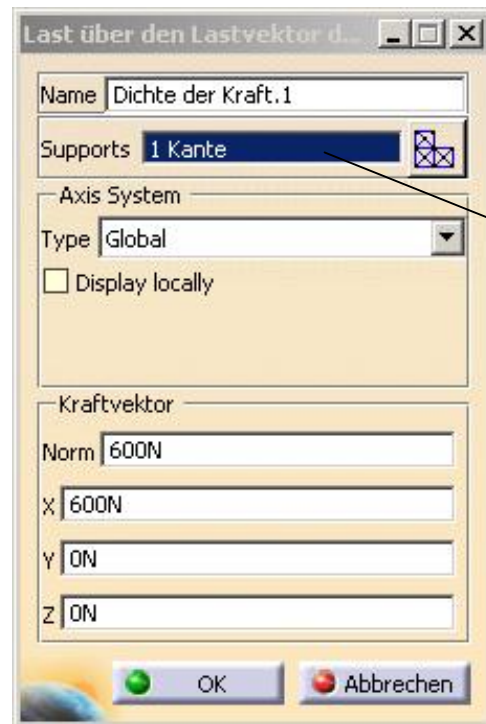 Last über den Lastvektor d...
Name Dichte der Kraft.1
Supports 1 Kante
Axis System
Type Global
Display locally
Kraftvektor
Norm 600N
X 600N
Y 0N
Z 0N
OK Abbrechen